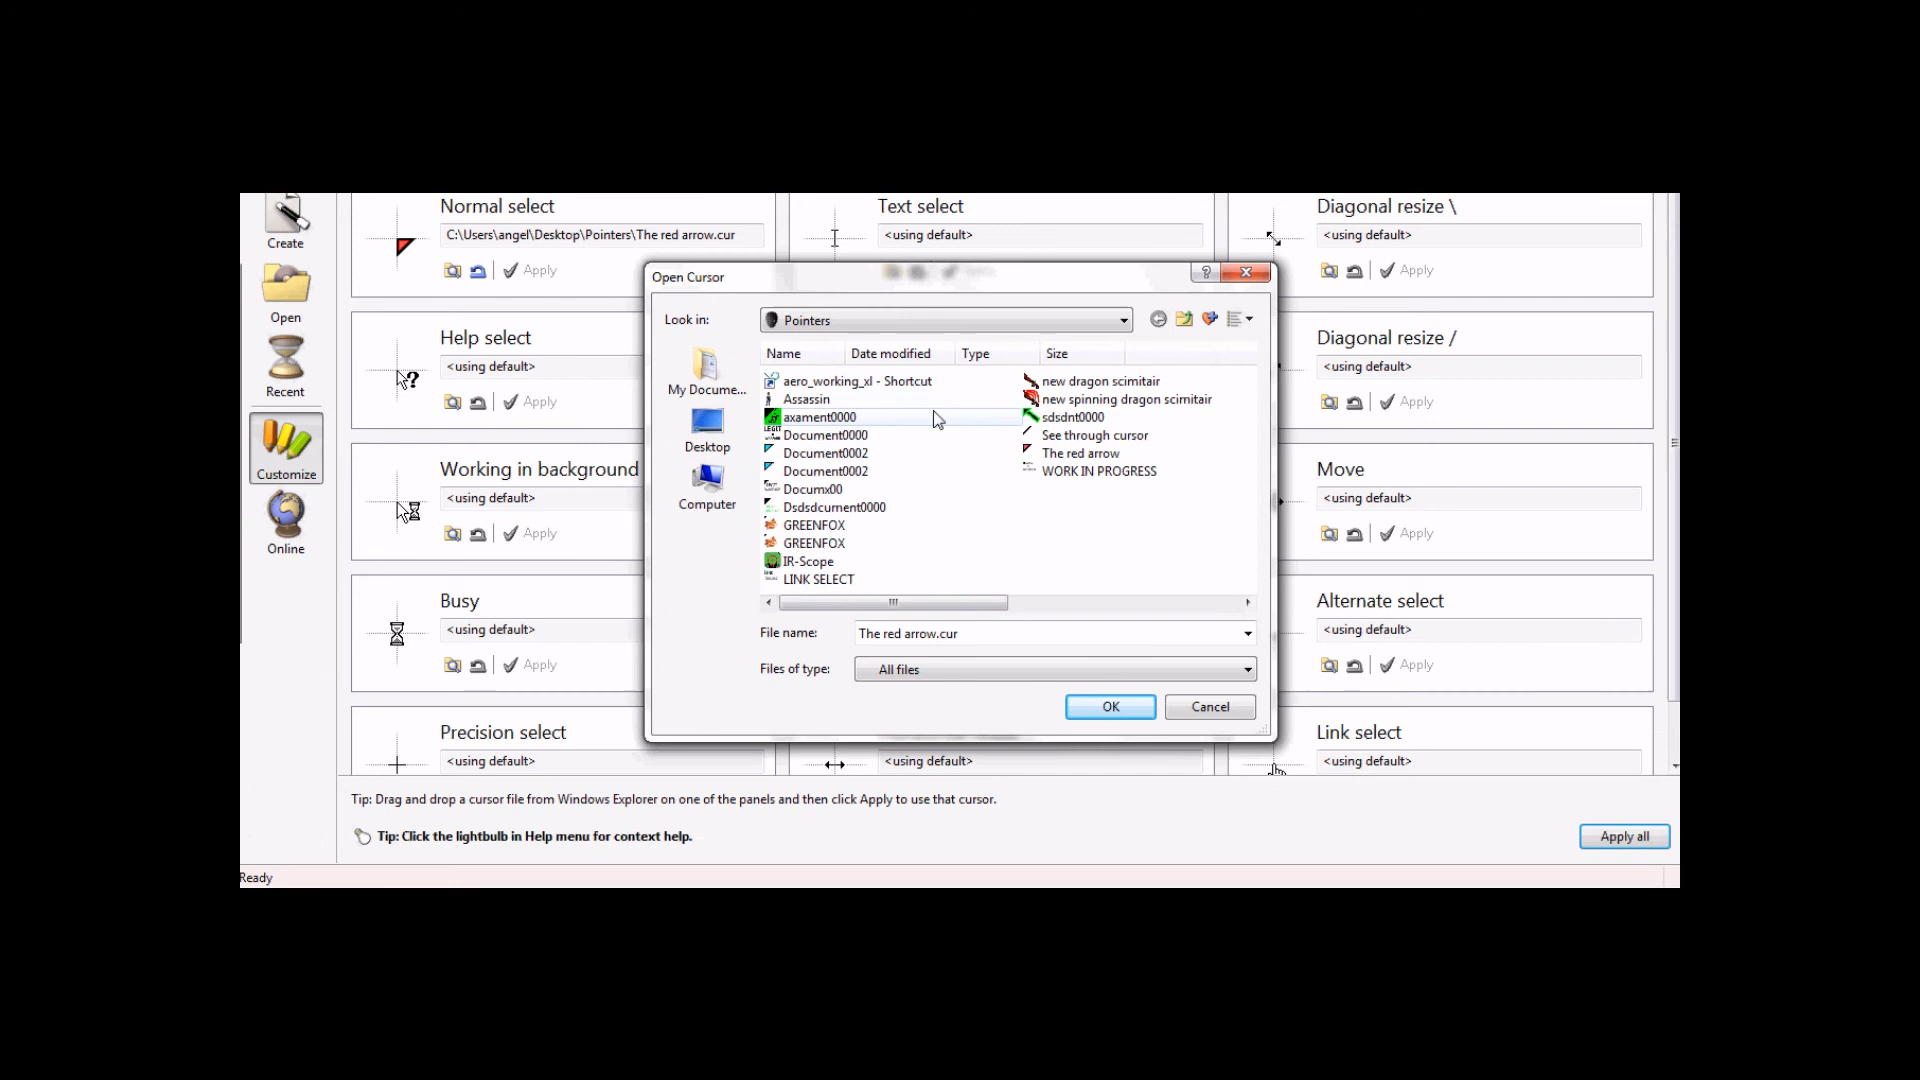 Create
Open
Recent
Customize
Online
Normal select
C:\Users\angel\Desktop\Pointers\The red arrow.cur
Apply
Text select
<using default>
Diagonal resize \
<using default>
Apply
Help select
<using default>
Apply
Diagonal resize /
<using default>
Apply
Working in background
<using default>
Apply
Move
<using default>
Apply
Busy
<using default>
Apply
Alternate select
<using default>
Apply
Precision select
<using default>
<using default>
Link select
<using default>
Open Cursor
Look in:
Pointers
My Docume...
Desktop
Computer
Name Date modified Type Size
aero_working_xl - Shortcut
Assassin
axament0000
Document0000
Document0002
Document0002
Documx00
Dsdsdcument0000
GREENFOX
GREENFOX
IR-Scope
LINK SELECT
new dragon scimitair
new spinning dragon scimitair
sdsdnt0000
See through cursor
The red arrow
WORK IN PROGRESS
File name: The red arrow.cur
Files of type: All files
OK Cancel
Tip: Drag and drop a cursor file from Windows Explorer on one of the panels and then click Apply to use that cursor.
Tip: Click the lightbulb in Help menu for context help.
Apply all
Ready